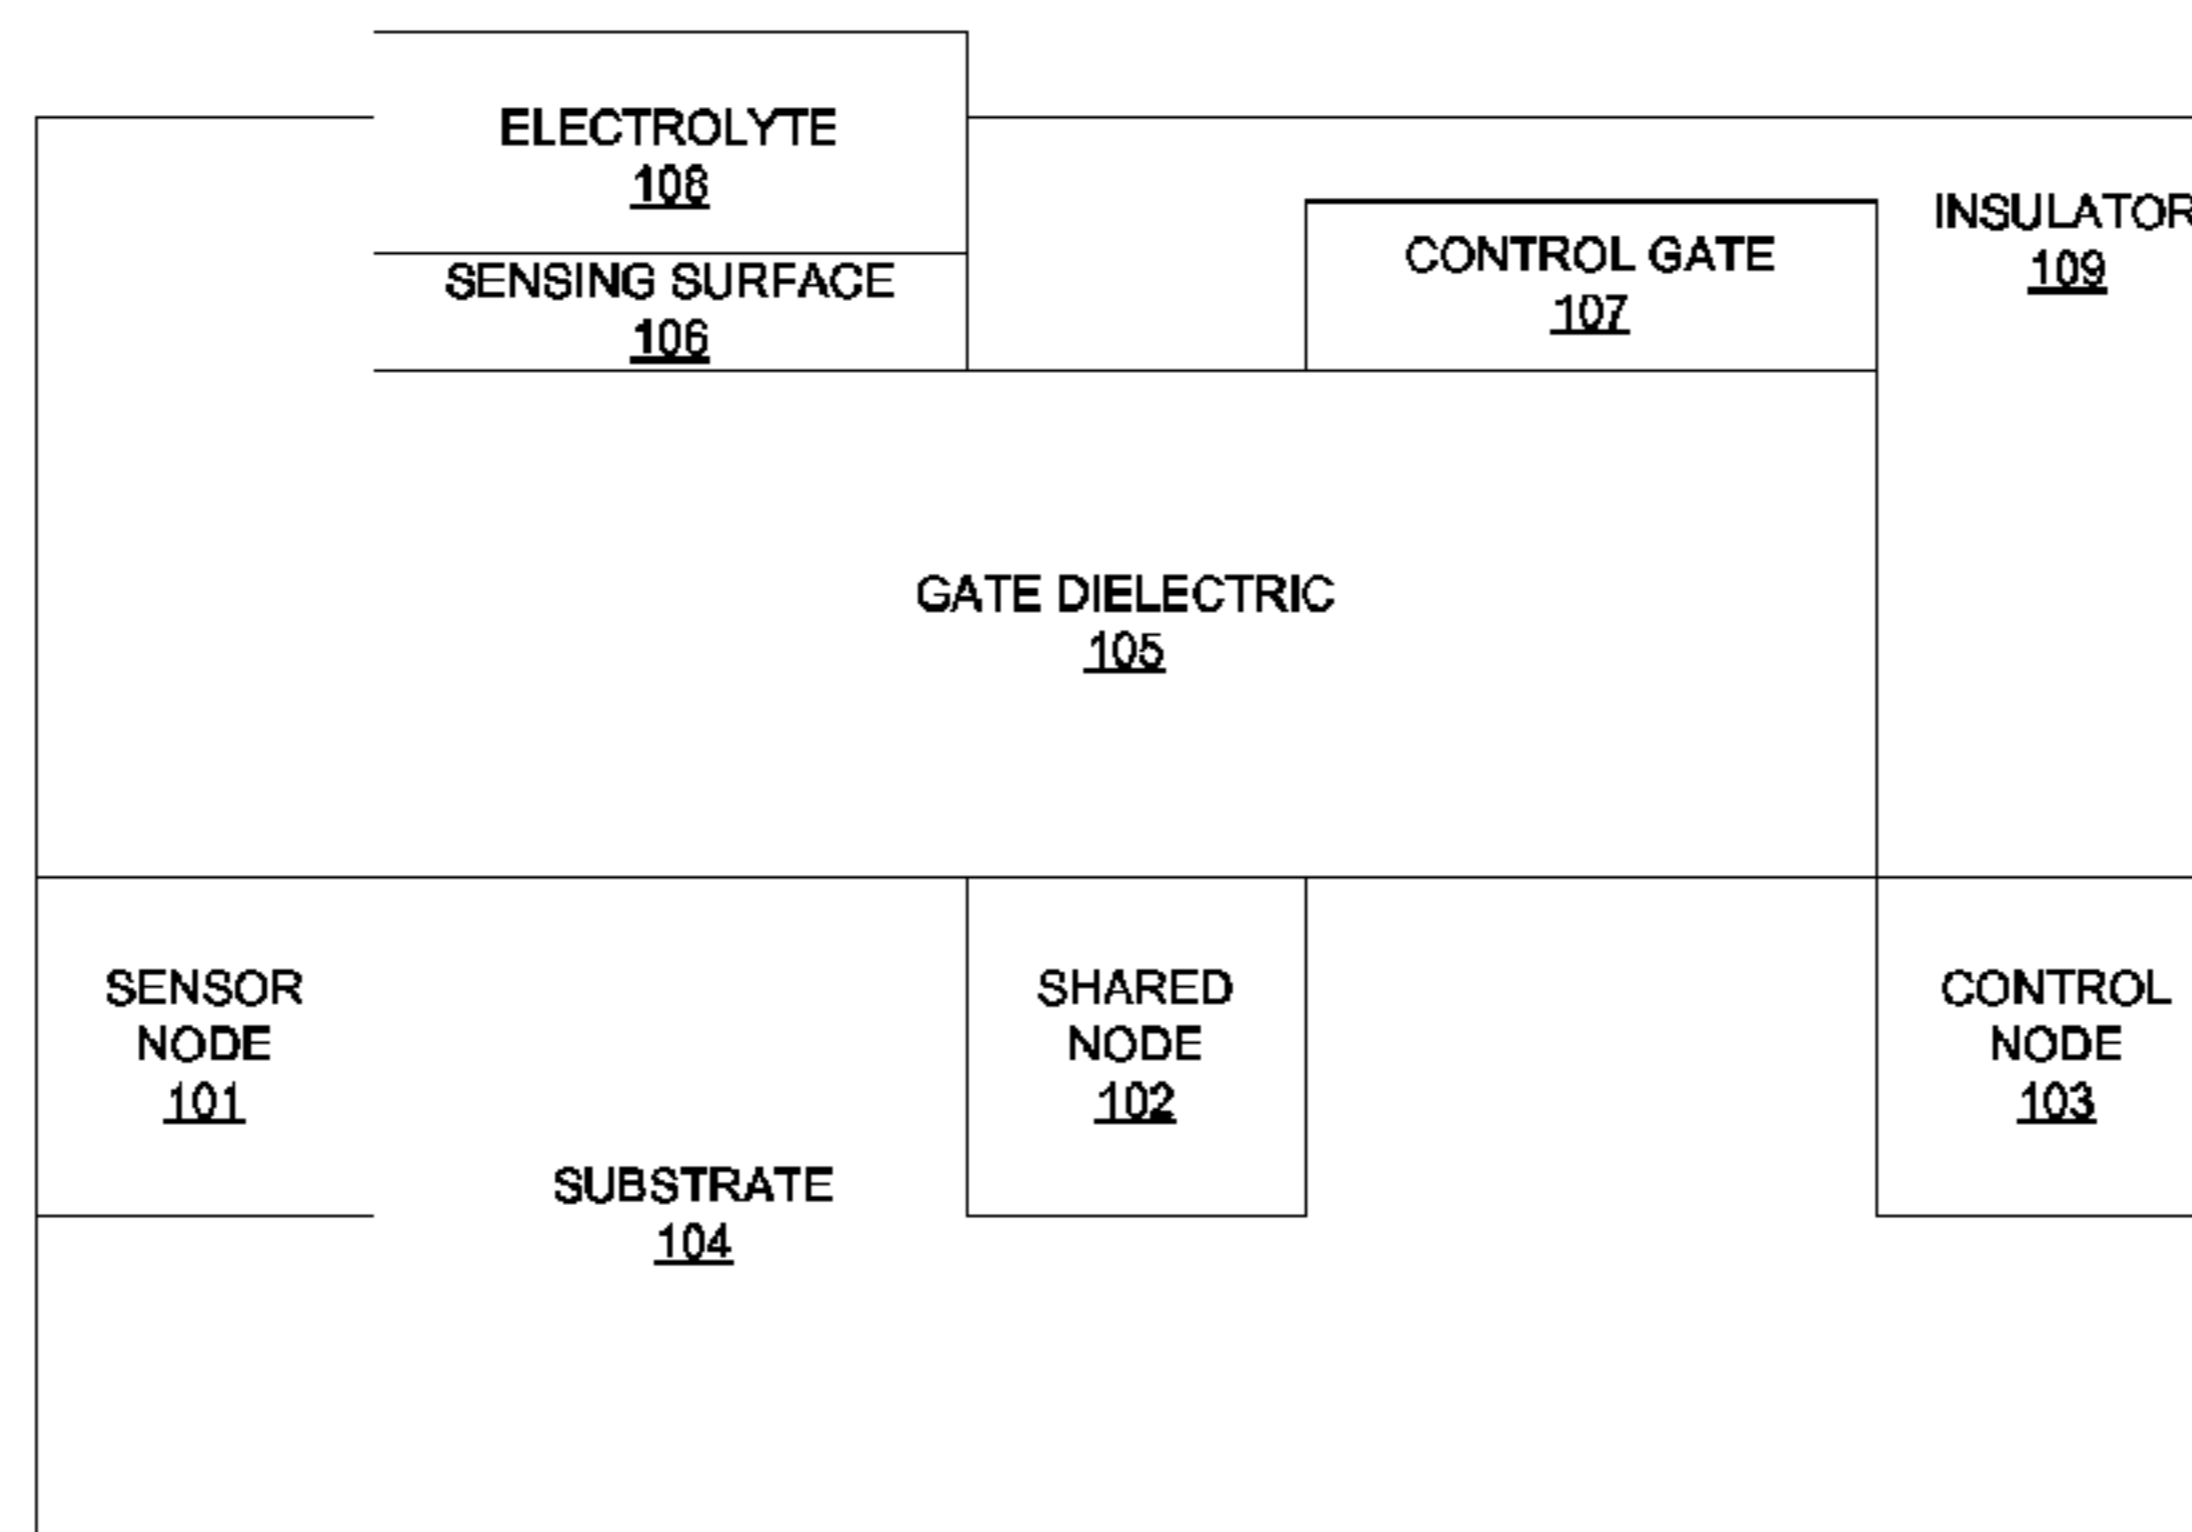 ELECTROLYTE
108
SENSING SURFACE
106
CONTROL GATE
107
INSULATOR
109
GATE DIELECTRIC
105
SENSOR
NODE
101
SUBSTRATE
104
SHARED
NODE
102
CONTROL
NODE
103